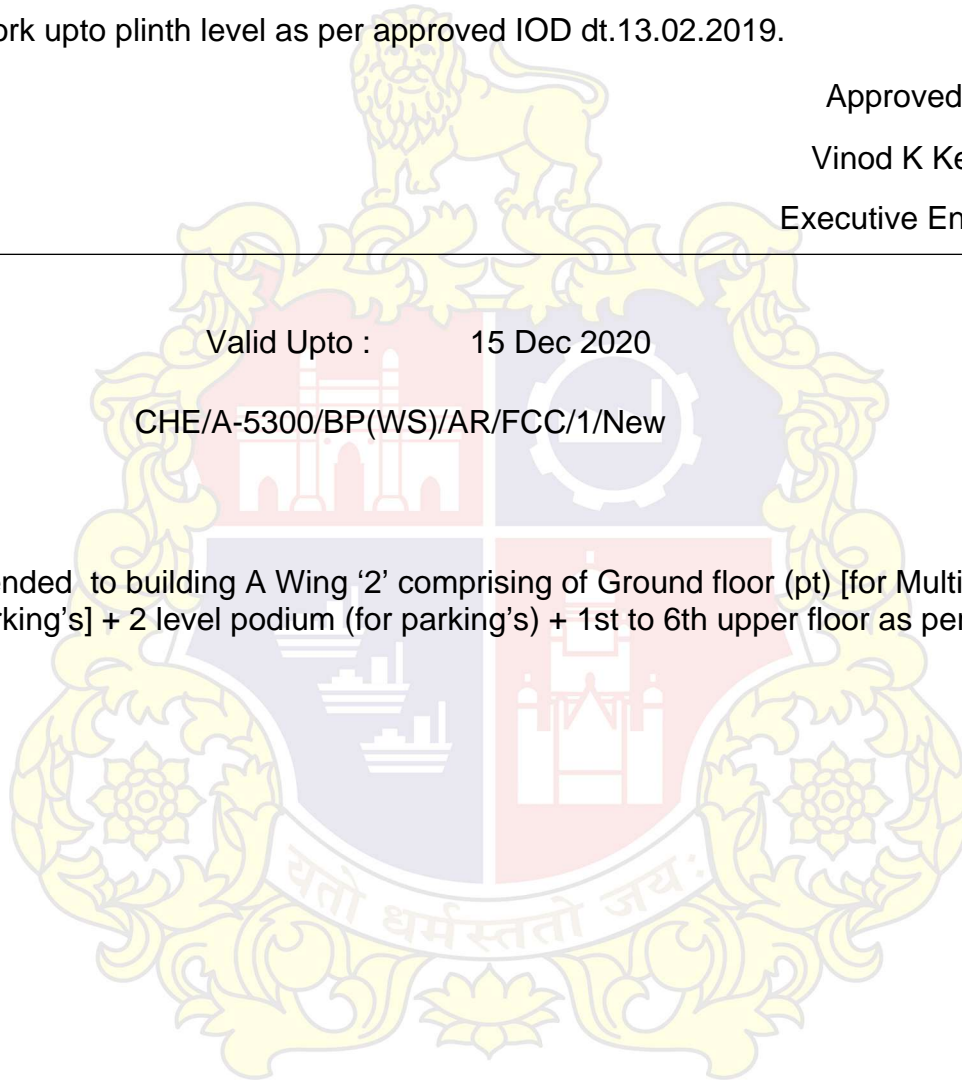 ork upto plinth level as per approved IOD dt.13.02.2019.
Approved
Vinod K Ke
Executive En
Valid Upto : 15 Dec 2020
CHE/A-5300/BP(WS)/AR/FCC/1/New
ended to building A Wing ‘2’ comprising of Ground floor (pt) [for Multi
rking's] + 2 level podium (for parking's) + 1st to 6th upper floor as per
यतो धर्मस्ततो जय: